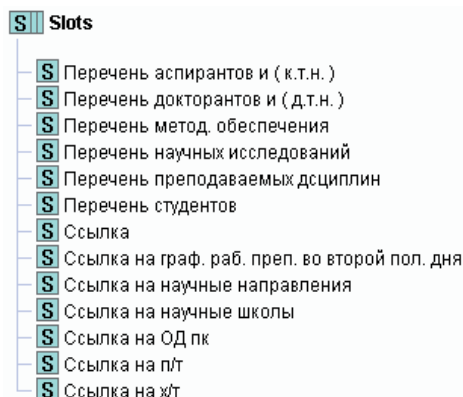 S Slots
S Перечень аспирантов и ( к.т.н. )
S Перечень докторантов и ( д.т.н. )
S Перечень метод. обеспечения
S Перечень научных исследований
S Перечень преподаваемых дсциплин
S Перечень студентов
S Ссылка
S Ссылка на граф. раб. преп. во второй пол. дня
S Ссылка на научные направления
S Ссылка на научные школы
S Ссылка на ОД пк
S Ссылка на п/т
S Ссылка на х/т